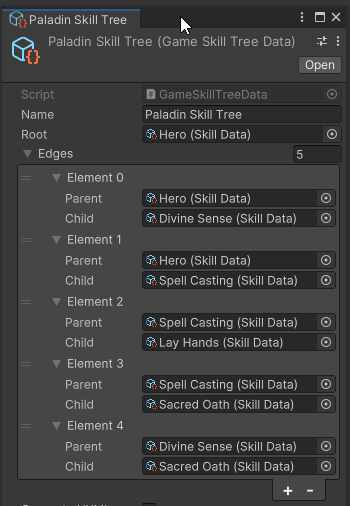 Paladin Skill Tree
Paladin Skill Tree (Game Skill Tree Data)
Open
Script GameSkillTreeData
Name Paladin Skill Tree
Root Hero (Skill Data)
Edges 5
Element 0
Parent Hero (Skill Data)
Child Divine Sense (Skill Data)
Element 1
Parent Hero (Skill Data)
Child Spell Casting (Skill Data)
Element 2
Parent Spell Casting (Skill Data)
Child Lay Hands (Skill Data)
Element 3
Parent Spell Casting (Skill Data)
Child Sacred Oath (Skill Data)
Element 4
Parent Divine Sense (Skill Data)
Child Sacred Oath (Skill Data)
+ -